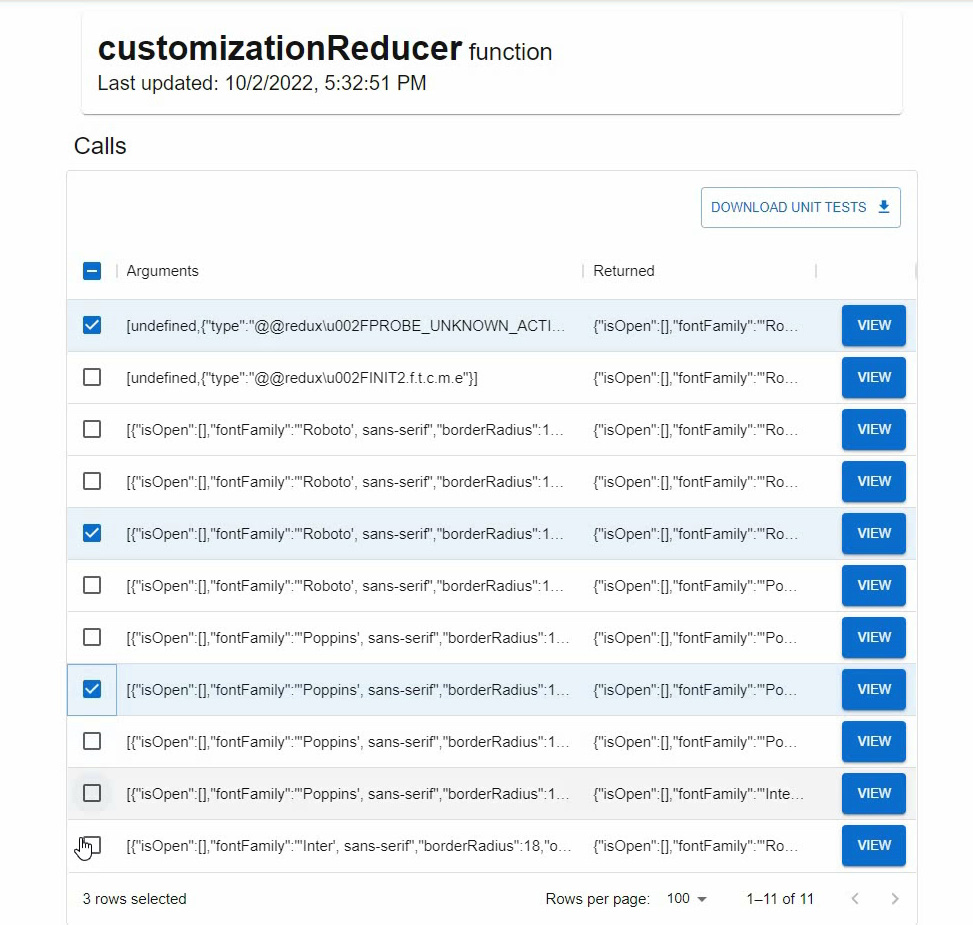 customizationReducer function
Last updated: 10/2/2022, 5:32:51 PM
Calls
DOWNLOAD UNIT TESTS
Arguments Returned
[undefined,{"type":"@@redux\u002FPROBE_UNKNOWN_ACTI... {"isOpen":[],"fontFamily":"'Ro... VIEW
[undefined,{"type":"@@redux\u002FINIT2.f.t.c.m.e"}] {"isOpen":[],"fontFamily":"'Ro... VIEW
[{"isOpen":[],"fontFamily":"'Roboto', sans-serif","borderRadius":1... {"isOpen":[],"fontFamily":"'Ro... VIEW
[{"isOpen":[],"fontFamily":"'Roboto', sans-serif","borderRadius":1... {"isOpen":[],"fontFamily":"'Ro... VIEW
[{"isOpen":[],"fontFamily":"'Roboto', sans-serif","borderRadius":1... {"isOpen":[],"fontFamily":"'Ro... VIEW
[{"isOpen":[],"fontFamily":"'Roboto', sans-serif","borderRadius":1... {"isOpen":[],"fontFamily":"'Po... VIEW
[{"isOpen":[],"fontFamily":"'Poppins', sans-serif","borderRadius":1... {"isOpen":[],"fontFamily":"'Po... VIEW
[{"isOpen":[],"fontFamily":"'Poppins', sans-serif","borderRadius":1... {"isOpen":[],"fontFamily":"'Po... VIEW
[{"isOpen":[],"fontFamily":"'Poppins', sans-serif","borderRadius":1... {"isOpen":[],"fontFamily":"'Po... VIEW
[{"isOpen":[],"fontFamily":"'Poppins', sans-serif","borderRadius":1... {"isOpen":[],"fontFamily":"'Inte... VIEW
[{"isOpen":[],"fontFamily":"'Inter', sans-serif","borderRadius":18,"o... {"isOpen":[],"fontFamily":"'Ro... VIEW
3 rows selected Rows per page: 100 1–11 of 11